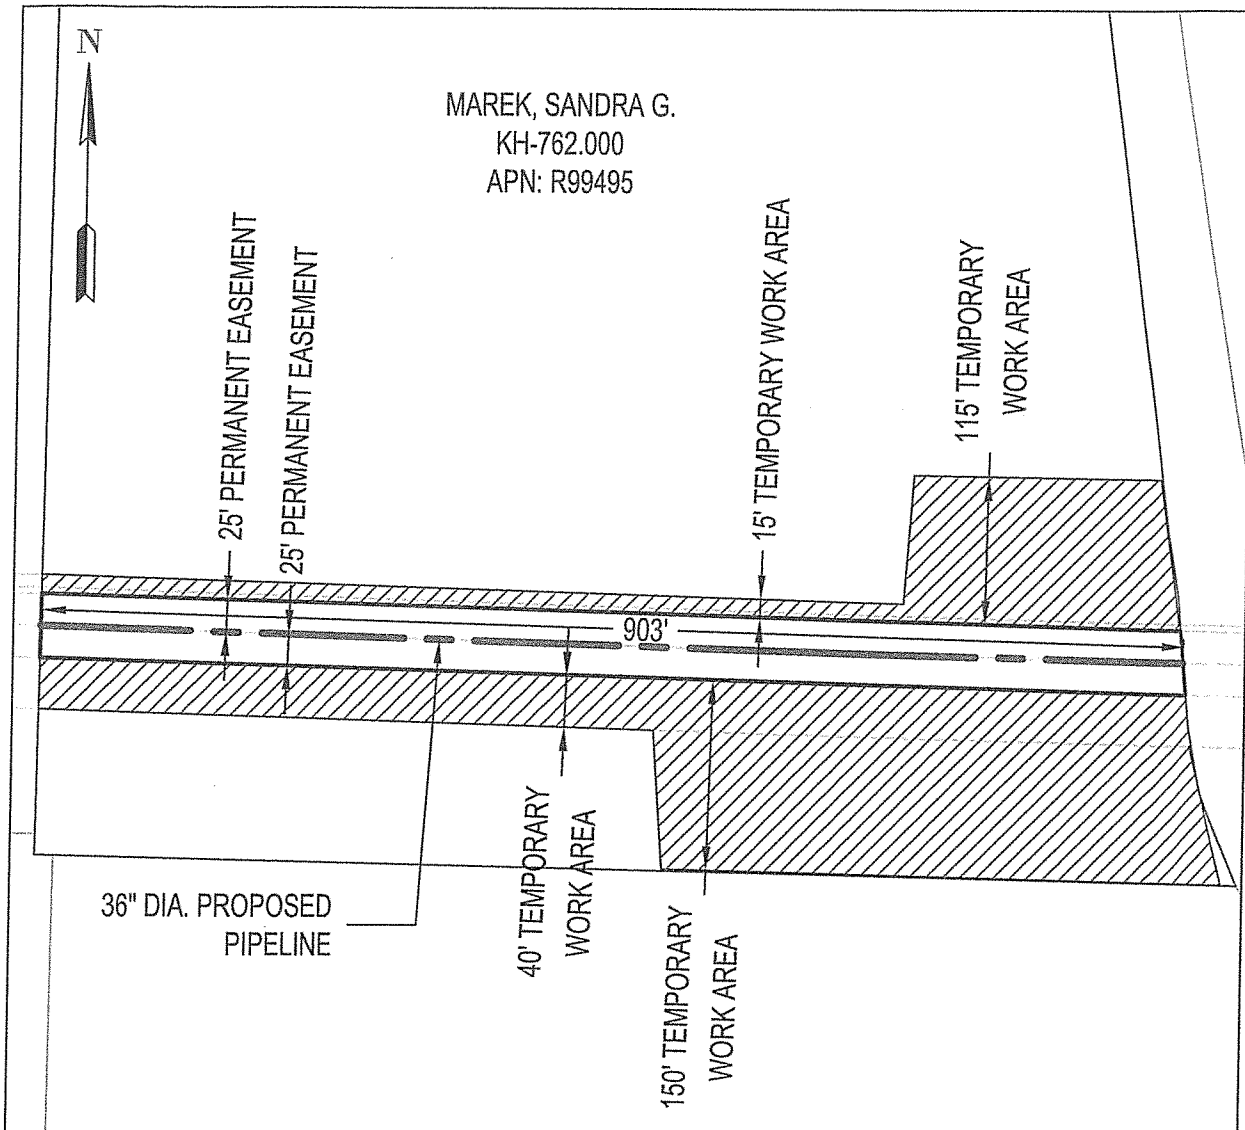 N
MAREK, SANDRA G.
KH-762.000
APN: R99495
25' PERMANENT EASEMENT
25' PERMANENT EASEMENT
15' TEMPORARY WORK AREA
115' TEMPORARY
WORK AREA
903'
36" DIA. PROPOSED
PIPELINE
40' TEMPORARY
WORK AREA
150' TEMPORARY
WORK AREA